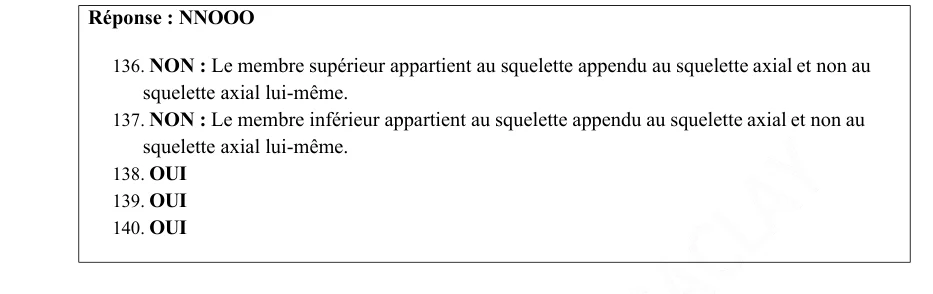 Réponse : NNOOO
136. NON : Le membre supérieur appartient au squelette appendu au squelette axial et non au
squelette axial lui-même.
137. NON : Le membre inférieur appartient au squelette appendu au squelette axial et non au
squelette axial lui-même.
138. OUI
139. OUI
140. OUI
ACLAY